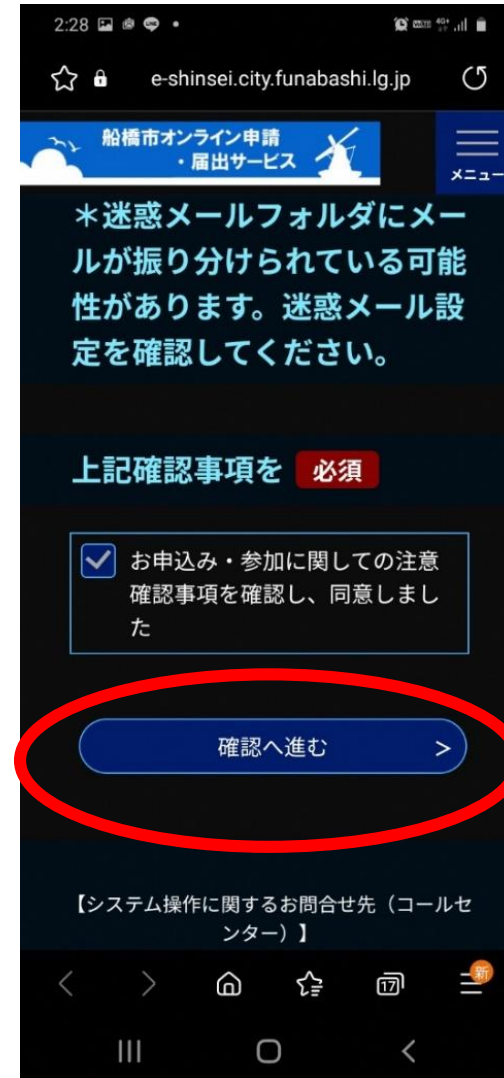 2:28
4G+
e-shinsei.city.funabashi.lg.jp
船橋市オンライン申請
・届出サービス
メニュー
＊迷惑メールフォルダにメー
ルが振り分けられている可能
性があります。迷惑メール設
定を確認してください。
上記確認事項を 必須
お申込み・参加に関しての注意
確認事項を確認し、同意しまし
た
確認へ進む >
【システム操作に関するお問合せ先（コールセ
ンター）】
17
新